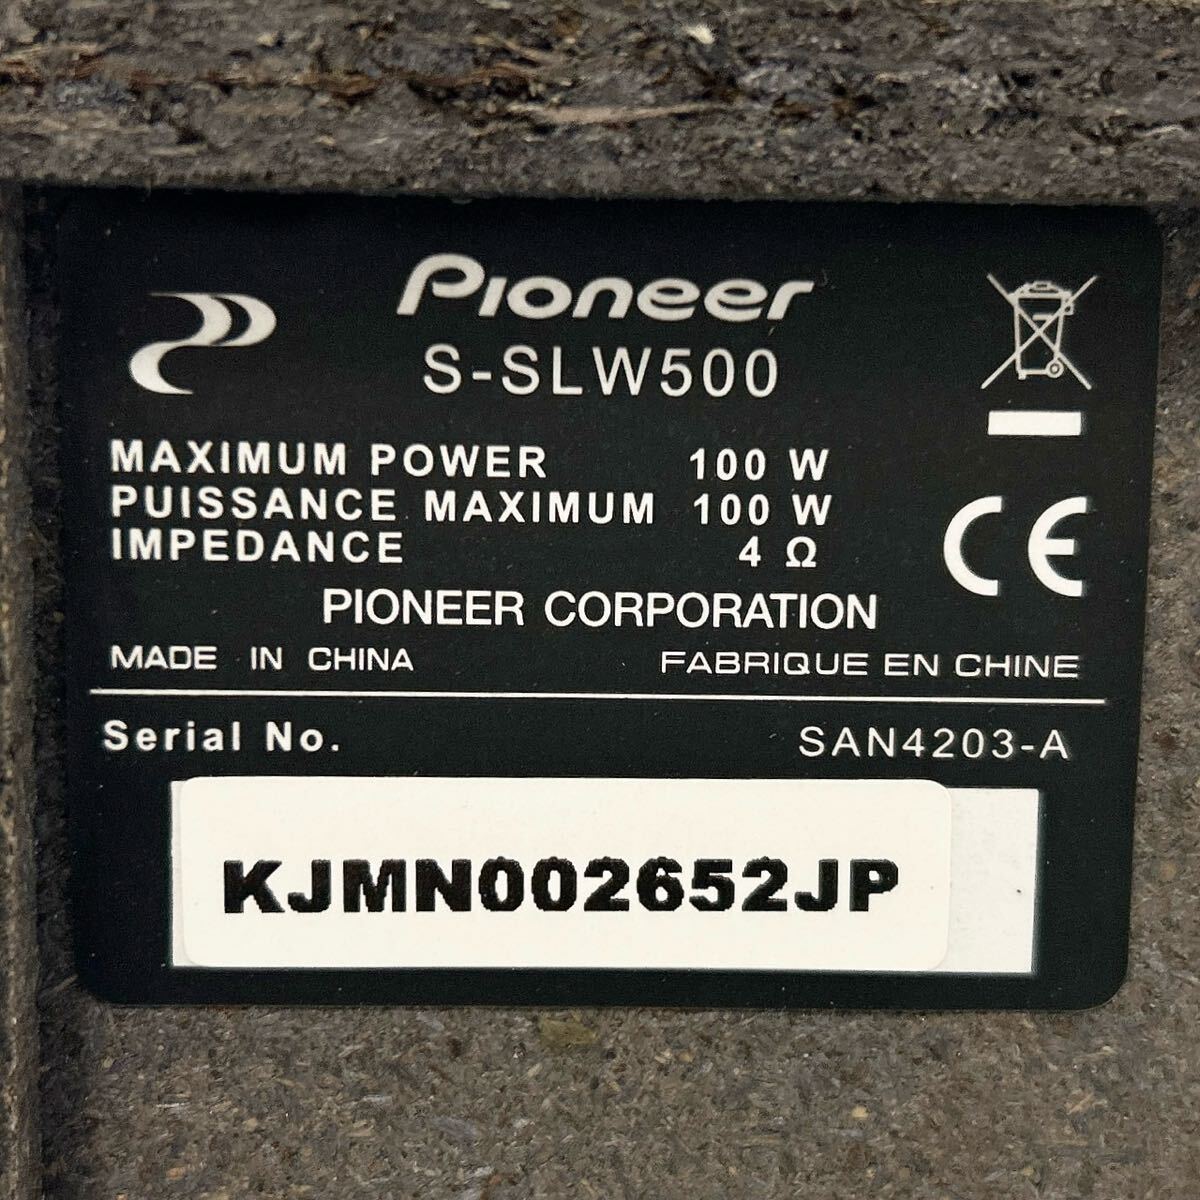 Pioneer
S-SLW500
MAXIMUM POWER 100 W
PUISSANCE MAXIMUM 100 W
IMPEDANCE 4 Ω
CE
PIONEER CORPORATION
MADE IN CHINA FABRIQUE EN CHINE
Serial No. SAN4203-A
KJMN002652JP